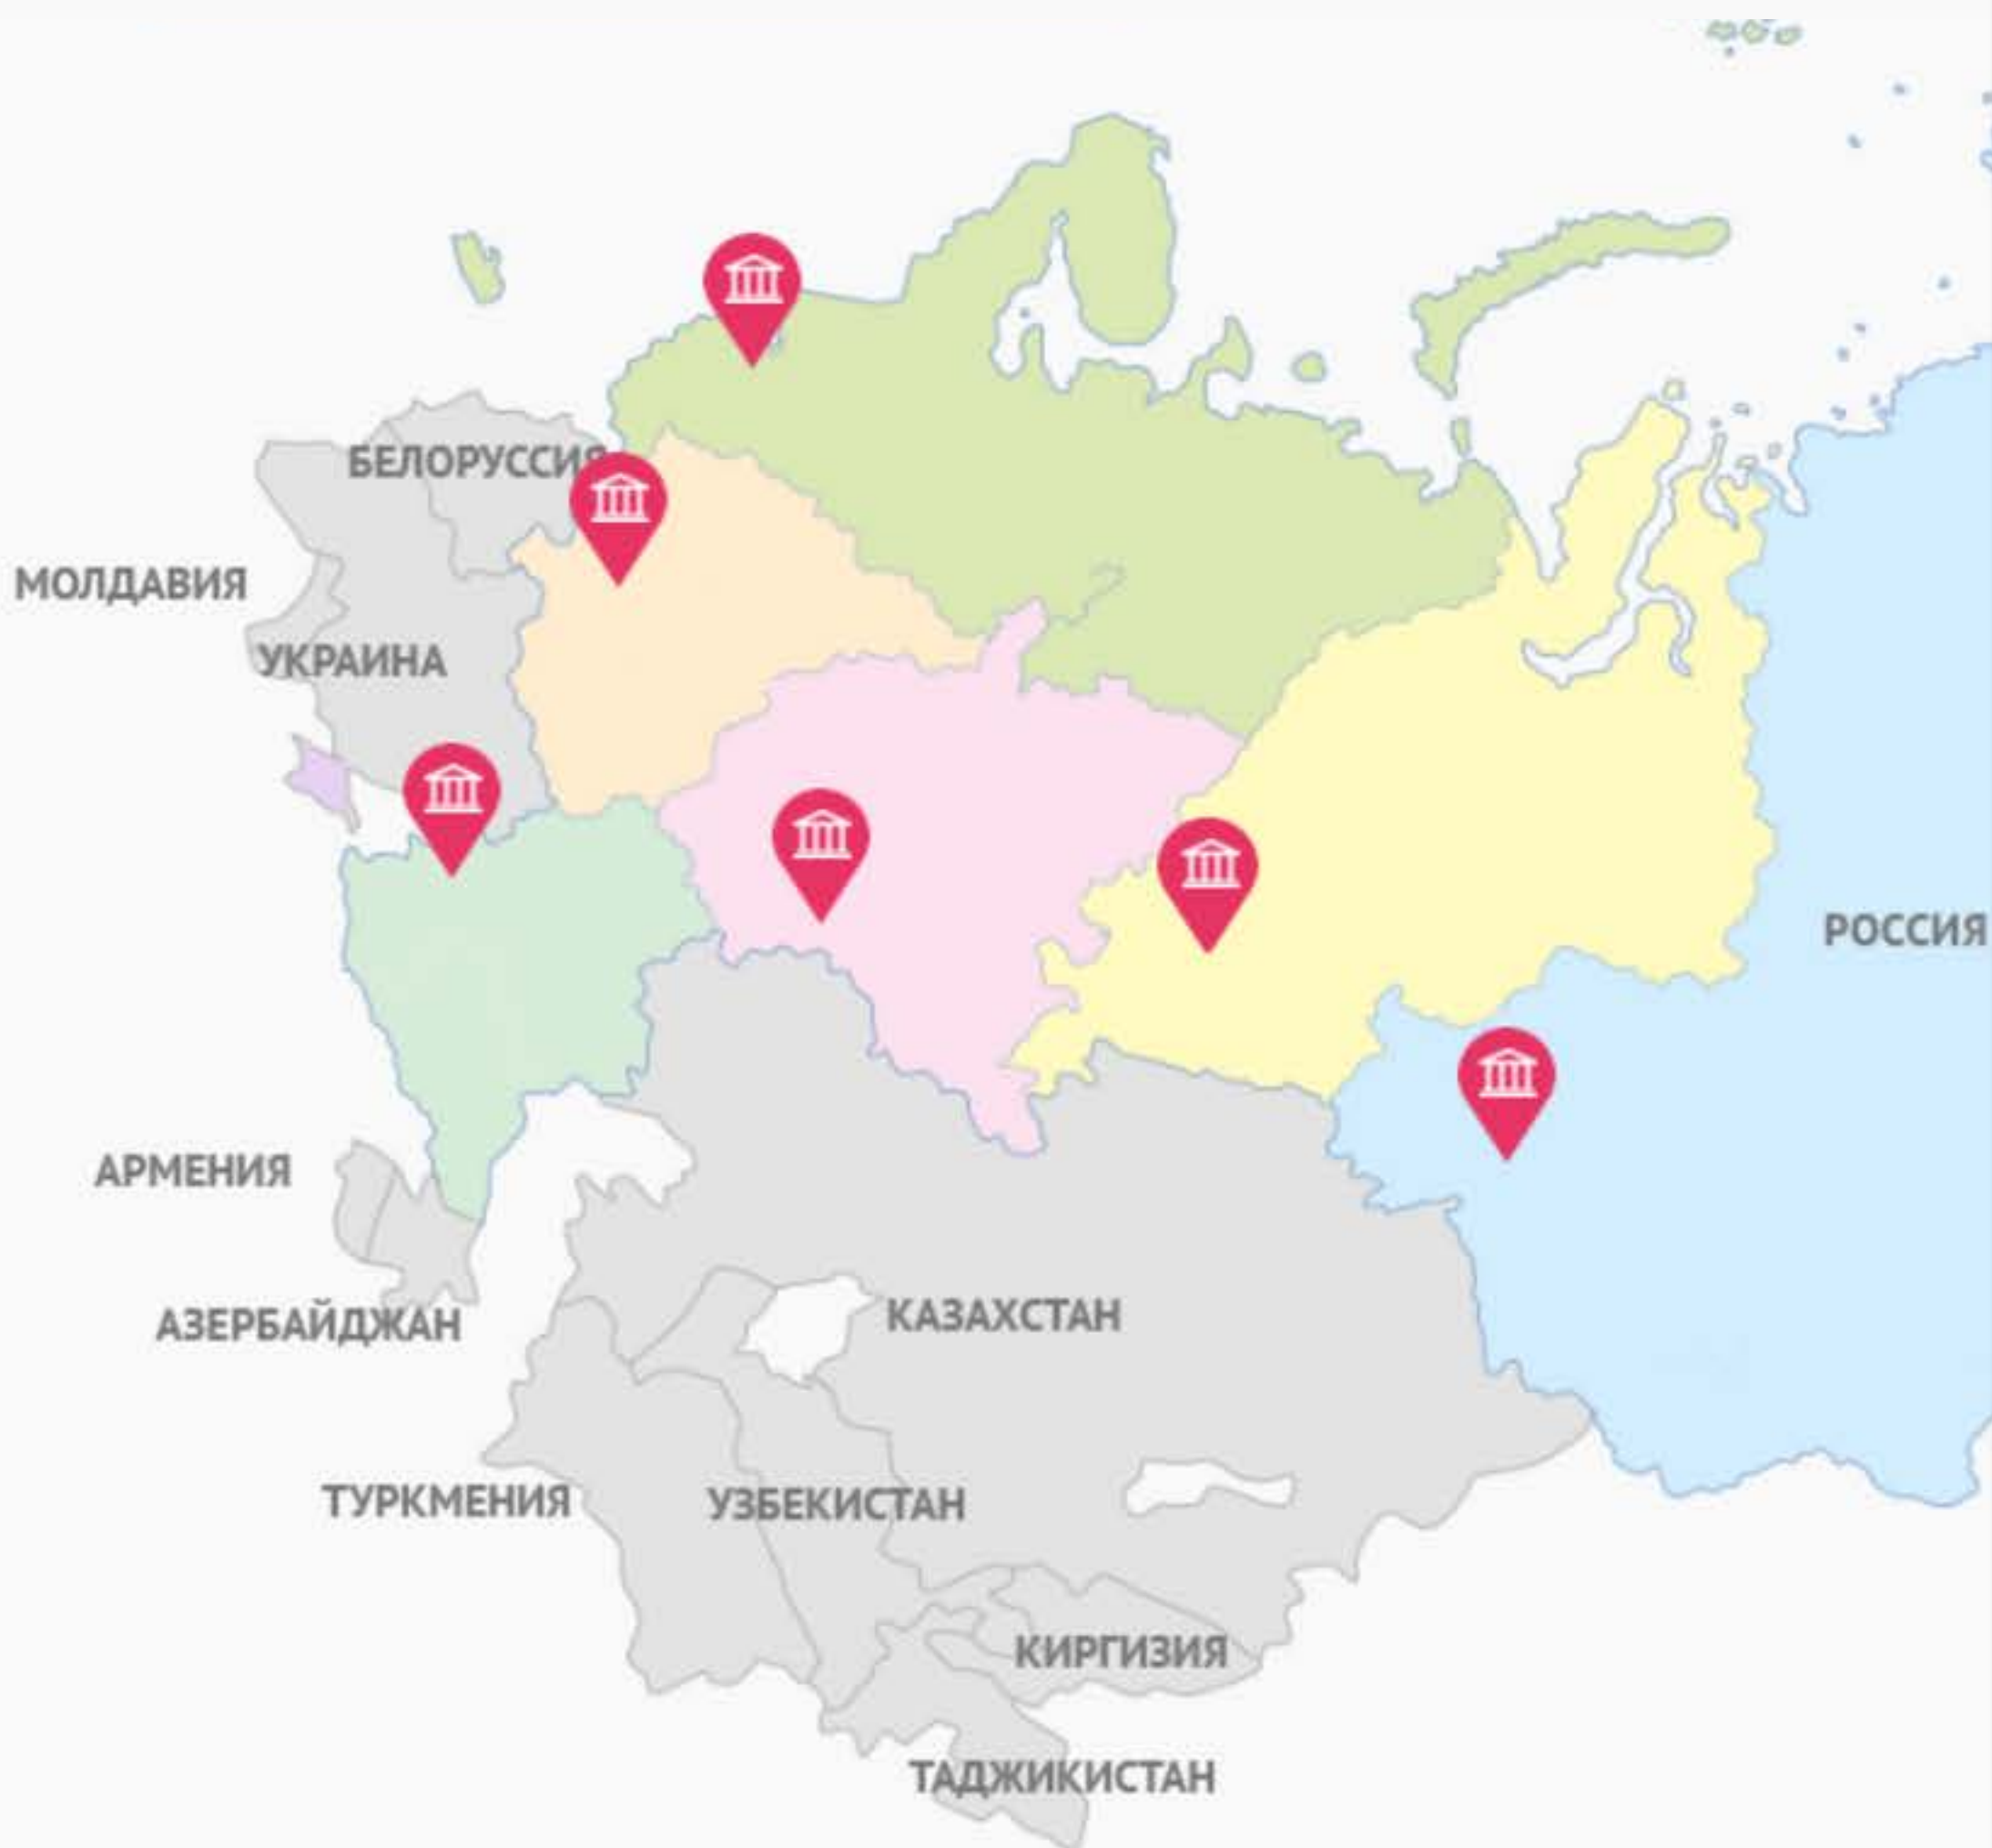 БЕЛОРУССИЯ
МОЛДАВИЯ
УКРАИНА
РОССИЯ
АРМЕНИЯ
АЗЕРБАЙДЖАН
КАЗАХСТАН
ТУРКМЕНИЯ
УЗБЕКИСТАН
КИРГИЗИЯ
ТАДЖИКИСТАН